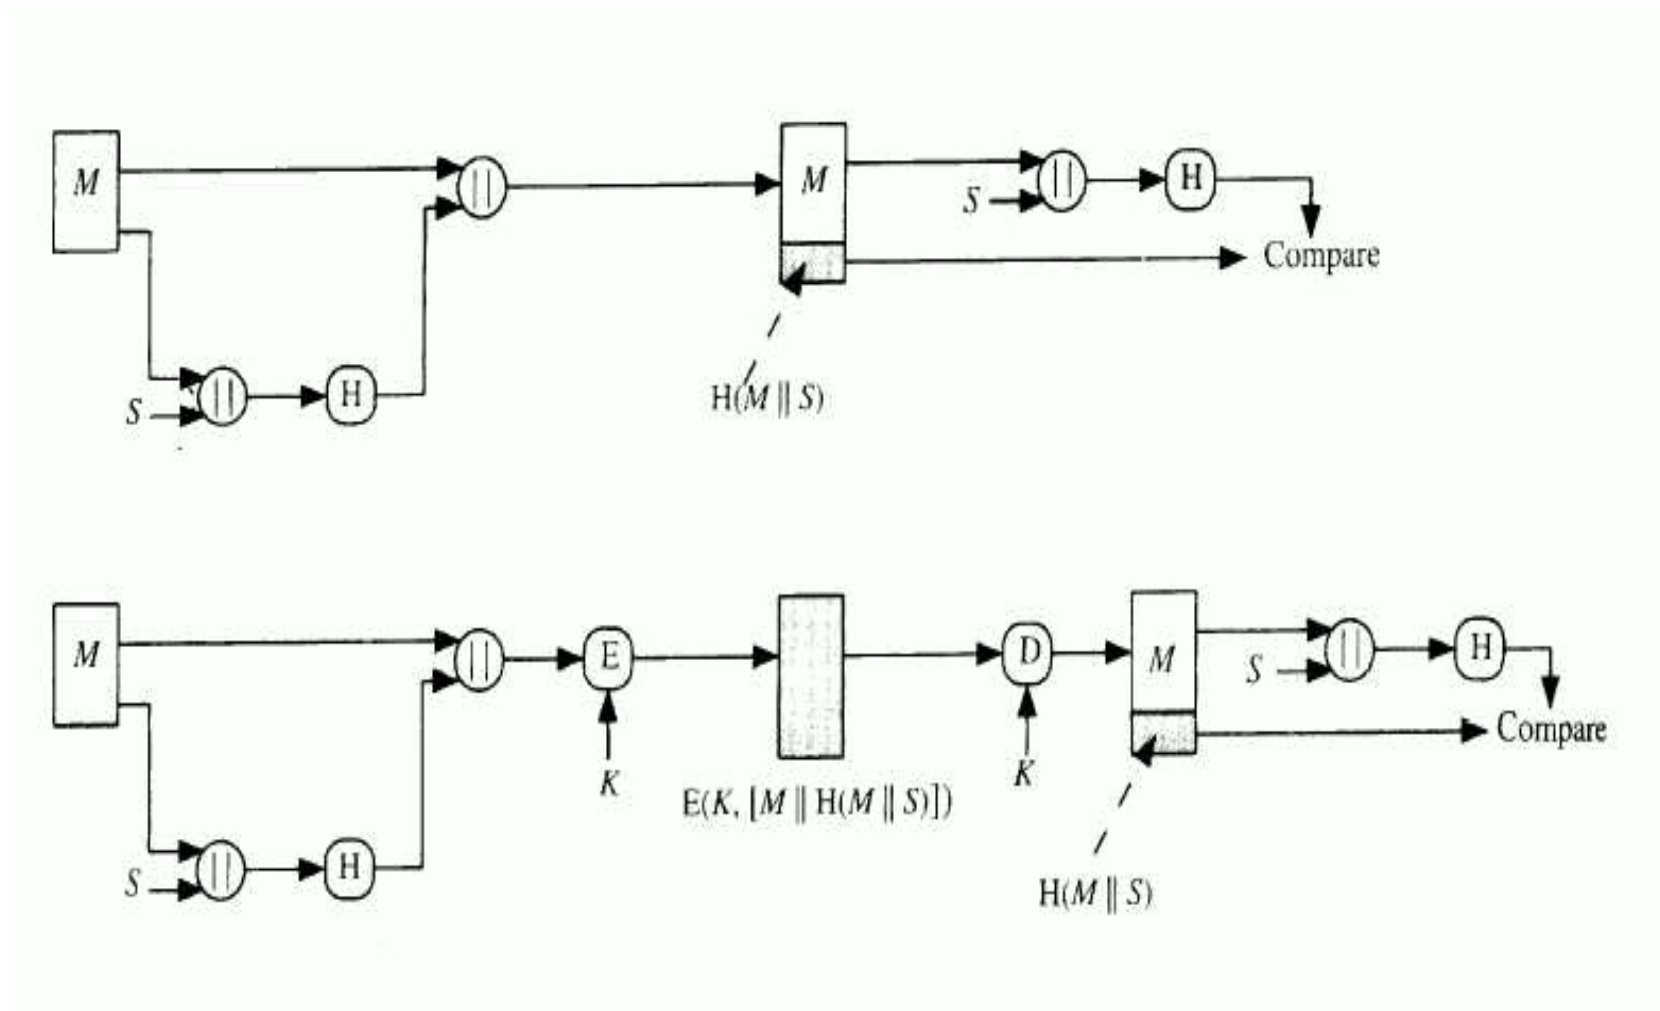 M
||
M
||
H
S
Compare
S
||
H
H(M || S)
M
||
E
D
M
||
H
S
K
K
Compare
E(K, [M || H(M || S)])
S
||
H
H(M || S)